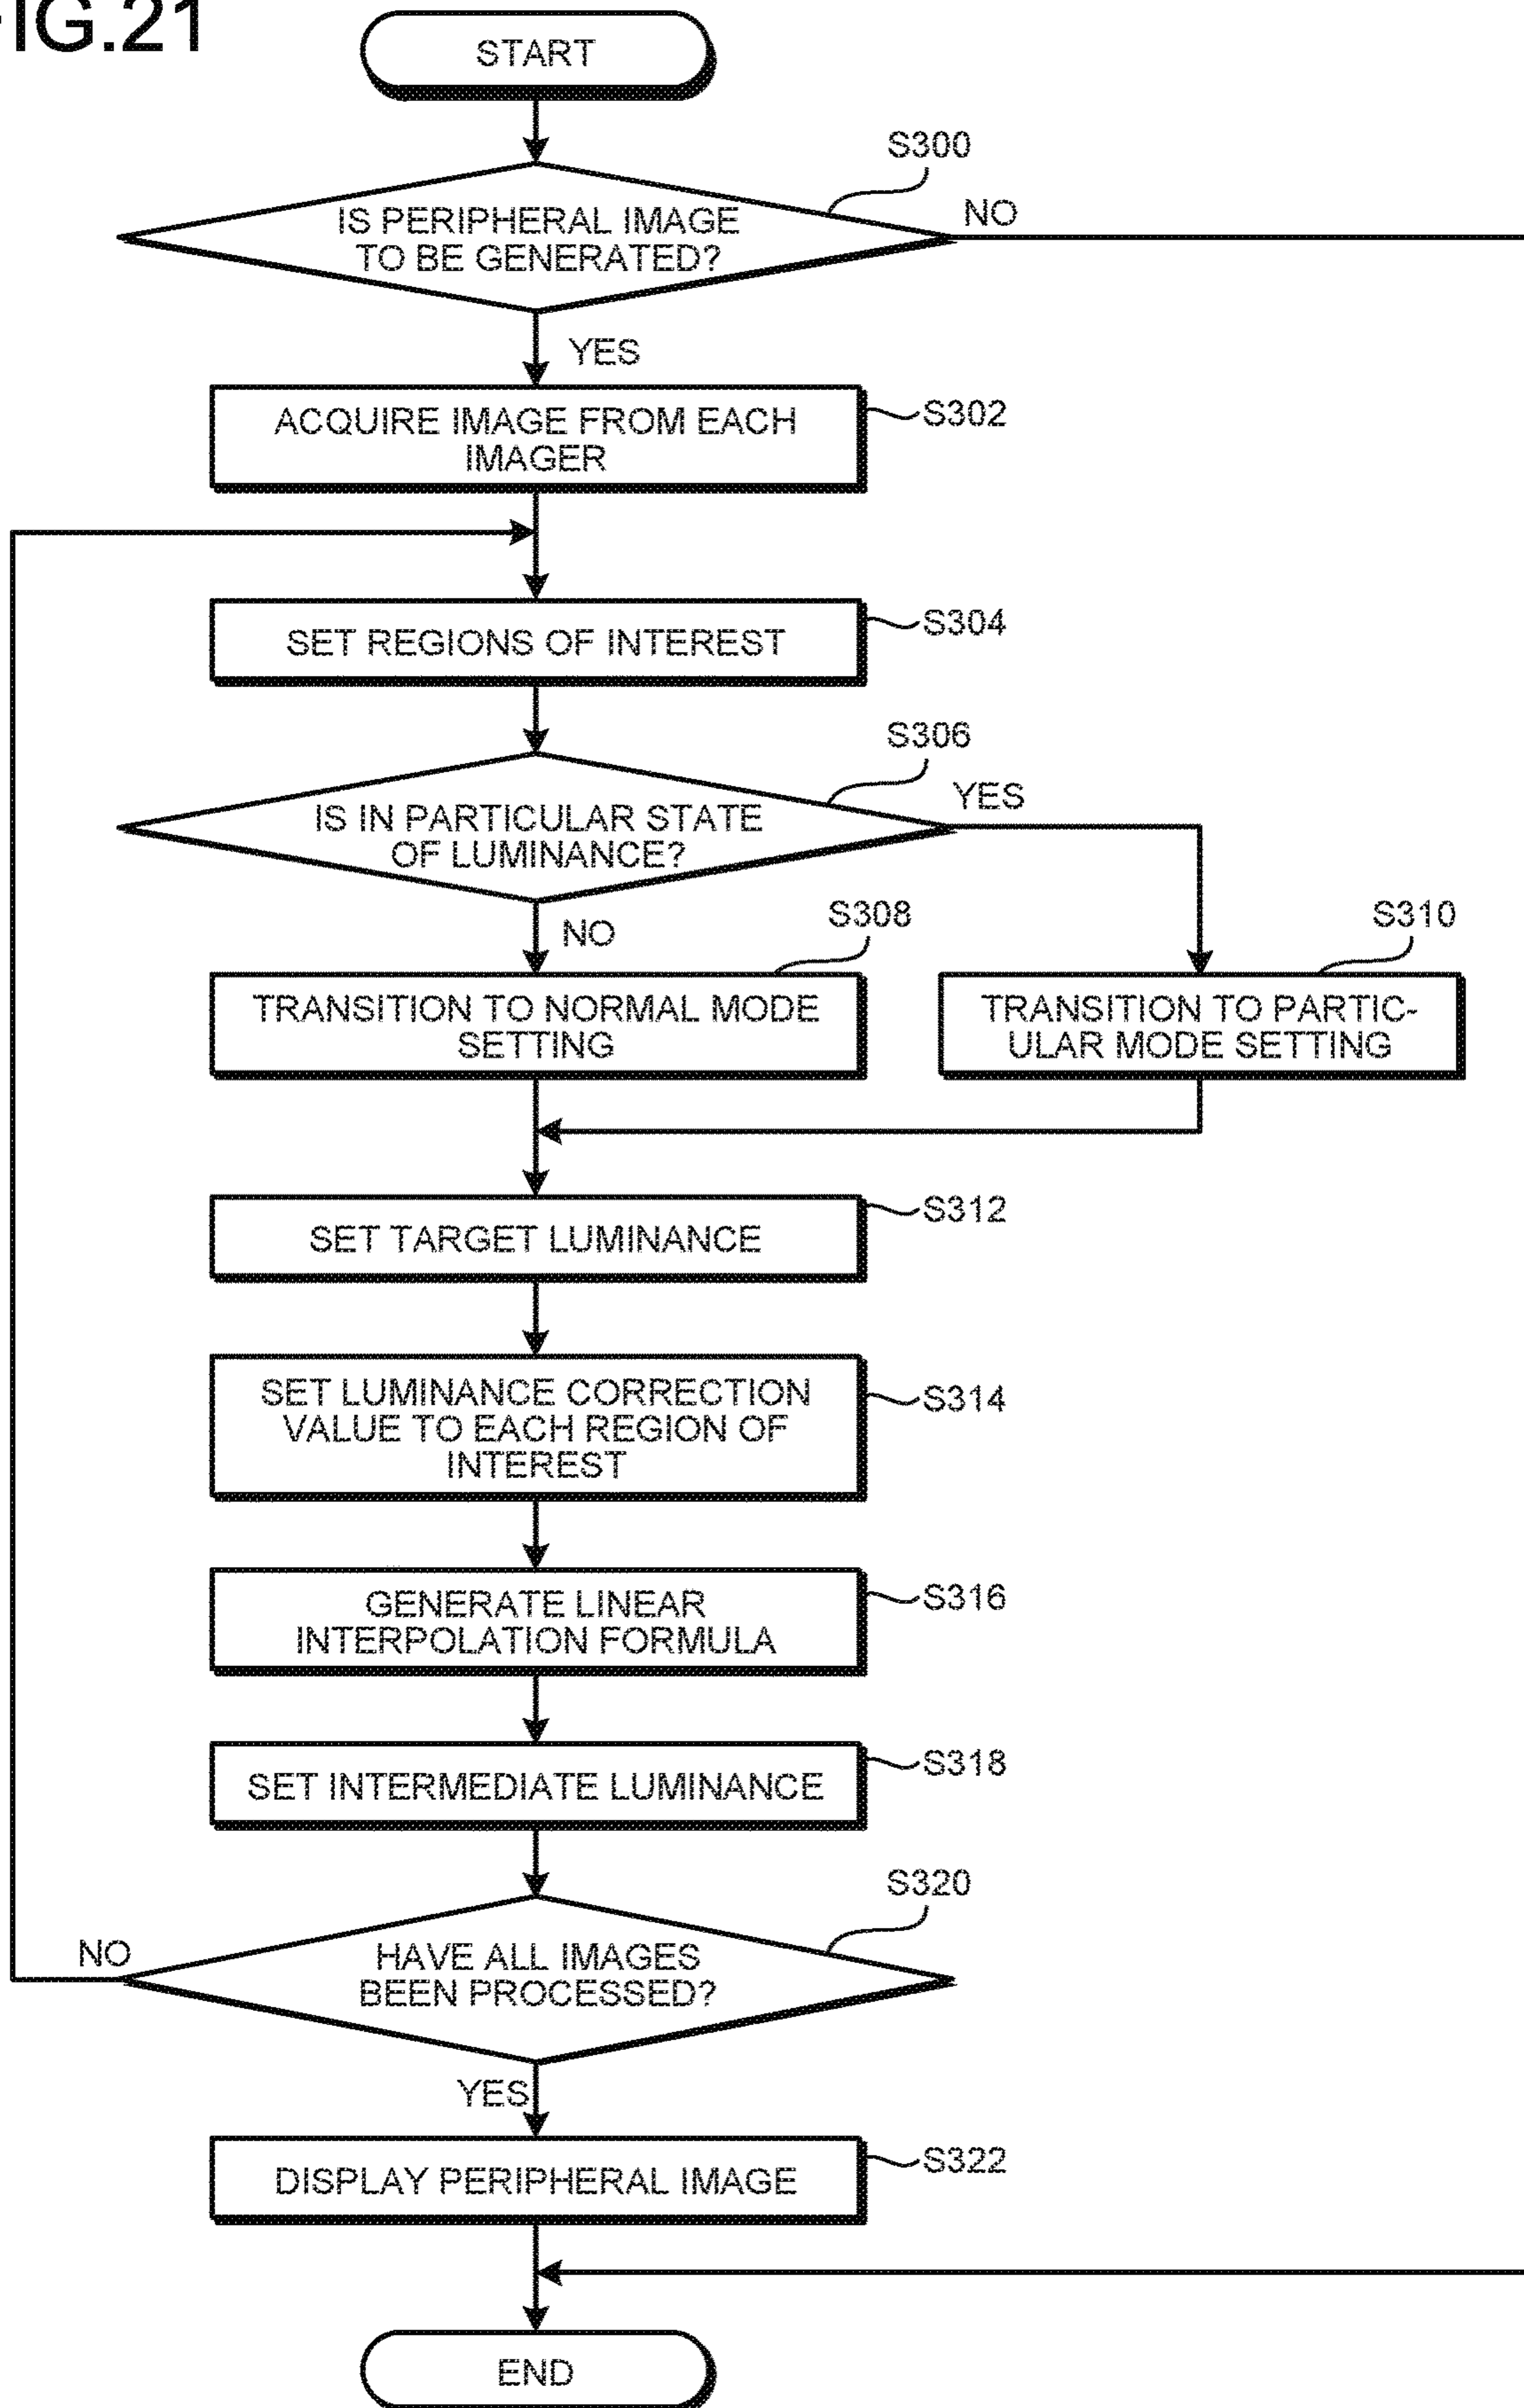 FIG.21
START
S300
IS PERIPHERAL IMAGE
TO BE GENERATED?
NO
YES
ACQUIRE IMAGE FROM EACH
IMAGER
S302
SET REGIONS OF INTEREST
S304
S306
IS IN PARTICULAR STATE
OF LUMINANCE?
YES
NO
S308
TRANSITION TO NORMAL MODE
SETTING
S310
TRANSITION TO PARTIC-
ULAR MODE SETTING
SET TARGET LUMINANCE
S312
SET LUMINANCE CORRECTION
VALUE TO EACH REGION OF
INTEREST
S314
GENERATE LINEAR
INTERPOLATION FORMULA
S316
SET INTERMEDIATE LUMINANCE
S318
S320
HAVE ALL IMAGES
BEEN PROCESSED?
NO
YES
DISPLAY PERIPHERAL IMAGE
S322
END